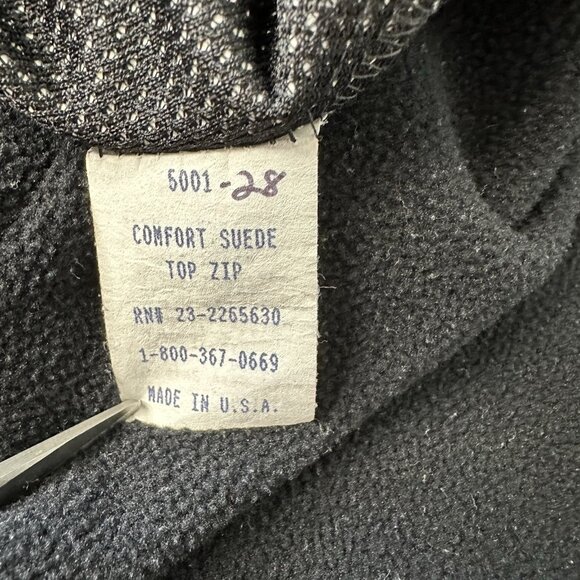 5001-28
COMFORT SUEDE
TOP ZIP
RN# 23-2265630
1-800-367-0669
MADE IN U.S.A.